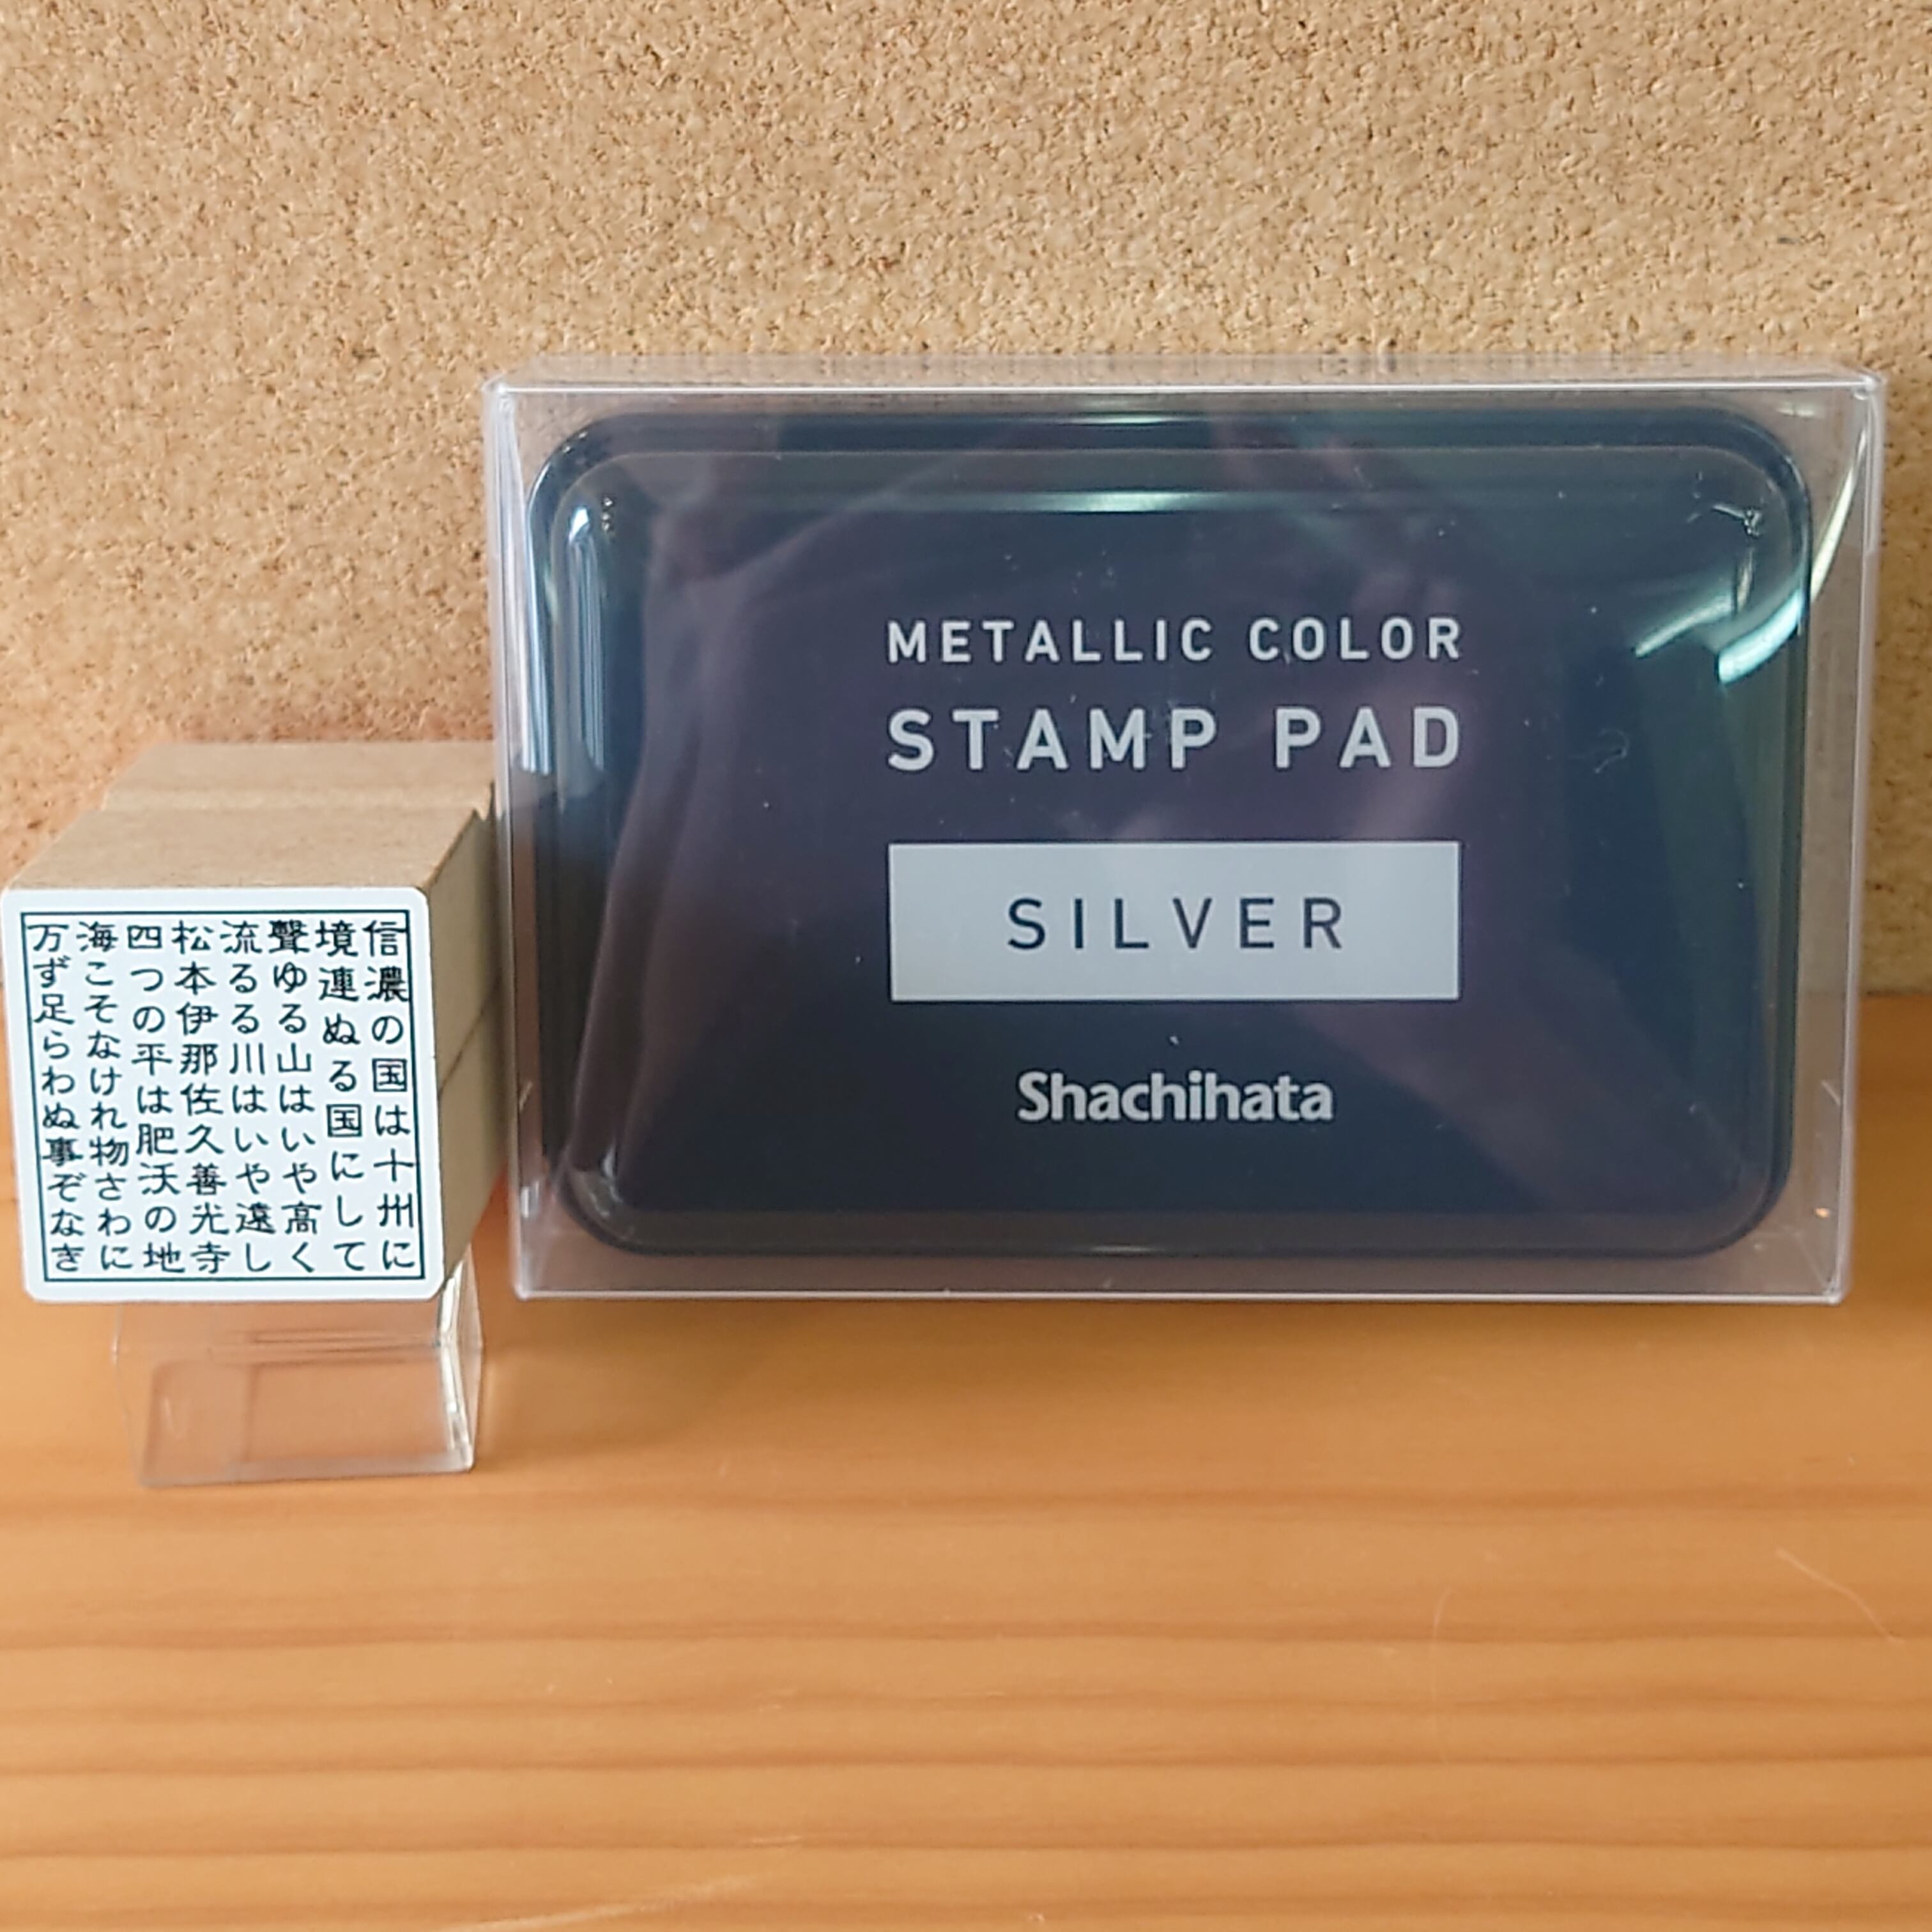 信濃の国は十州に
境連ぬる国にして
聲ゆる山はいや高く
流るる川はいや遠し
松本伊那佐久善光寺
四つの平は肥沃の地
海こそなけれ物さわに
万ず足らわぬ事ぞなき
METALLIC COLOR
STAMP PAD
SILVER
Shachihata